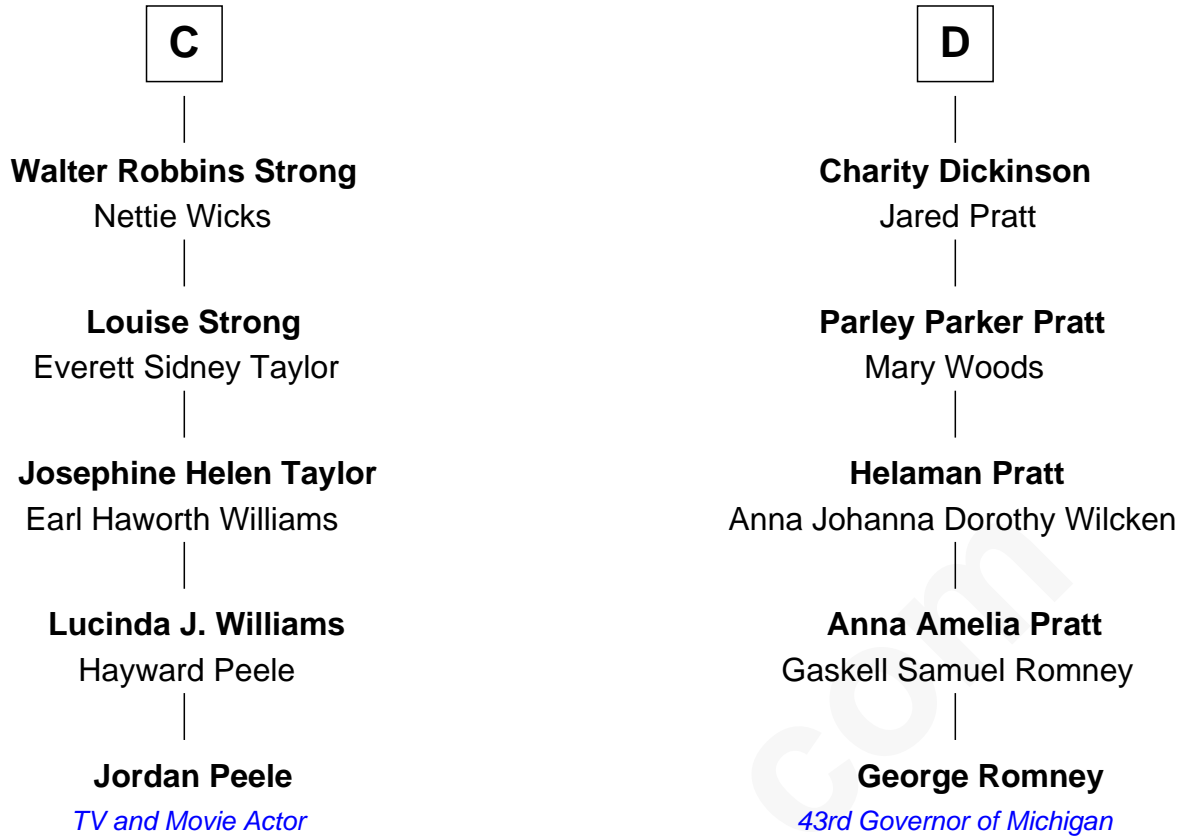 C
Walter Robbins Strong
Nettie Wicks
Louise Strong
Everett Sidney Taylor
Josephine Helen Taylor
Earl Haworth Williams
Lucinda J. Williams
Hayward Peele
Jordan Peele
TV and Movie Actor
D
Charity Dickinson
Jared Pratt
Parley Parker Pratt
Mary Woods
Helaman Pratt
Anna Johanna Dorothy Wilcken
Anna Amelia Pratt
Gaskell Samuel Romney
George Romney
43rd Governor of Michigan
com